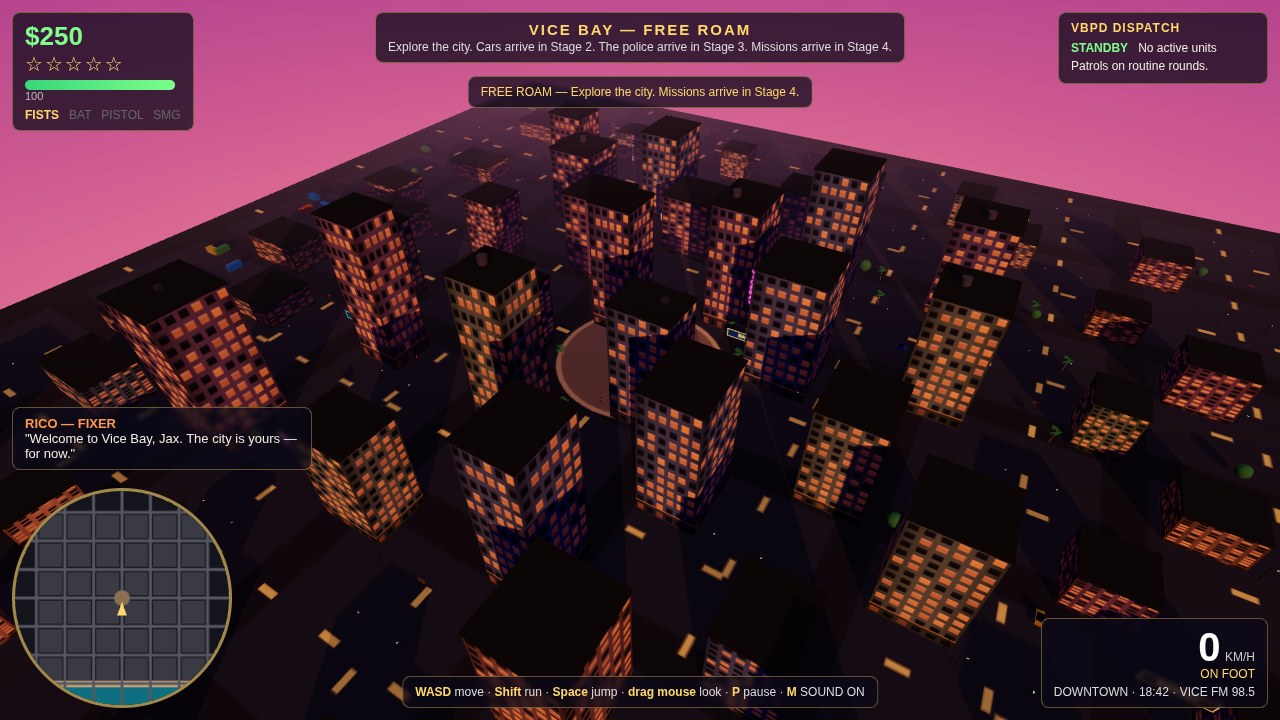 $250
☆☆☆☆☆
100
FISTS BAT PISTOL SMG
VICE BAY — FREE ROAM
Explore the city. Cars arrive in Stage 2. The police arrive in Stage 3. Missions arrive in Stage 4.
FREE ROAM — Explore the city. Missions arrive in Stage 4.
VBPD DISPATCH
STANDBY No active units
Patrols on routine rounds.
RICO — FIXER
"Welcome to Vice Bay, Jax. The city is yours —
for now."
WASD move · Shift run · Space jump · drag mouse look · P pause · M SOUND ON
0 KM/H
ON FOOT
DOWNTOWN · 18:42 · VICE FM 98.5